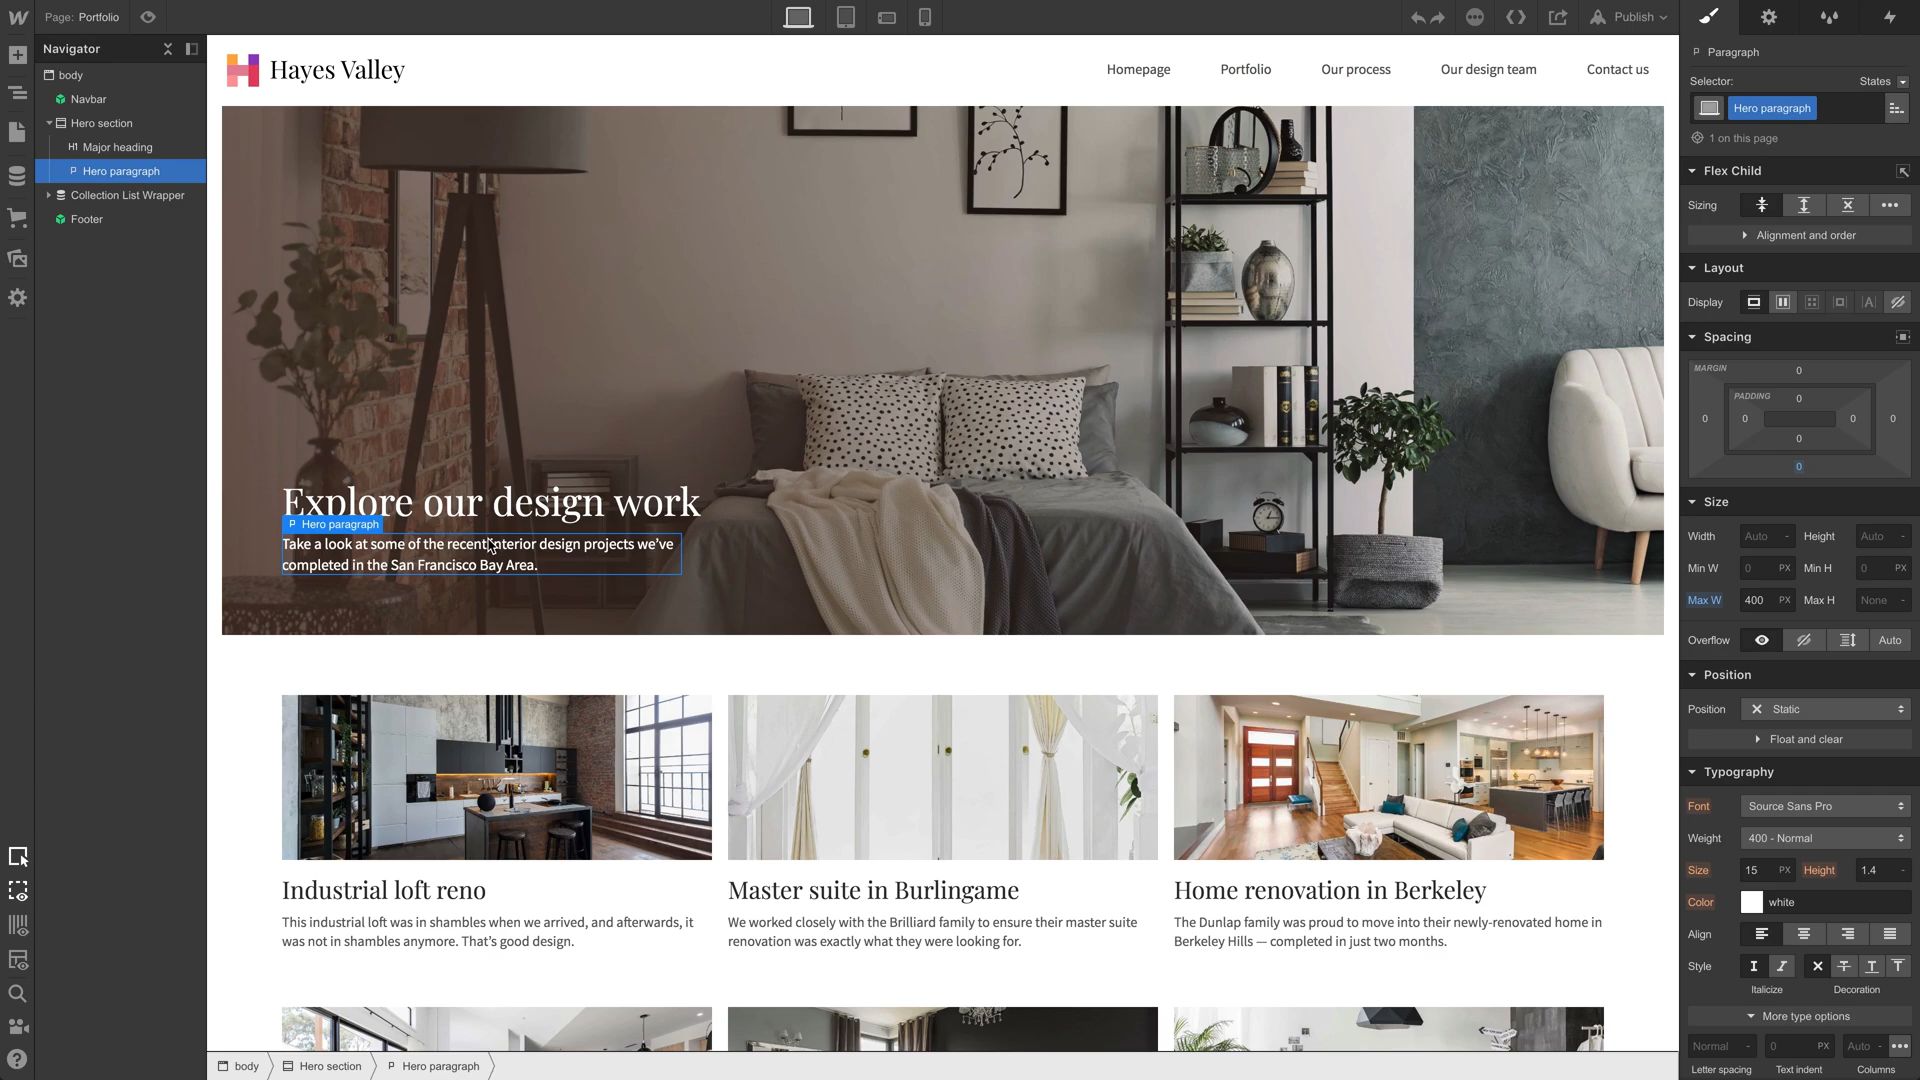 Page: Portfolio
Publish
Navigator
body
Navbar
Hero section
H1 Major heading
P Hero paragraph
Collection List Wrapper
Footer
Hayes Valley
Homepage
Portfolio
Our process
Our design team
Contact us
Explore our design work
P Hero paragraph
Take a look at some of the recent interior design projects we've
completed in the San Francisco Bay Area.
Industrial loft reno
This industrial loft was in shambles when we arrived, and afterwards, it
was not in shambles anymore. That's good design.
Master suite in Burlingame
We worked closely with the Brilliard family to ensure their master suite
renovation was exactly what they were looking for.
Home renovation in Berkeley
The Dunlap family was proud to move into their newly-renovated home in
Berkeley Hills — completed in just two months.
body
Hero section
P Hero paragraph
P Paragraph
Selector:
States
Hero paragraph
1 on this page
Flex Child
Sizing
Alignment and order
Layout
Display
Spacing
MARGIN
0
PADDING
0
0 0 0 0
0
0
Size
Width Auto - Height Auto -
Min W 0 PX Min H 0 PX
Max W 400 PX Max H None -
Overflow Auto
Position
Position Static
Float and clear
Typography
Font Source Sans Pro
Weight 400 - Normal
Size 15 PX Height 1.4 -
Color white
Align
Style
Italicize Decoration
More type options
Normal - 0 PX Auto -
Letter spacing Text indent Columns